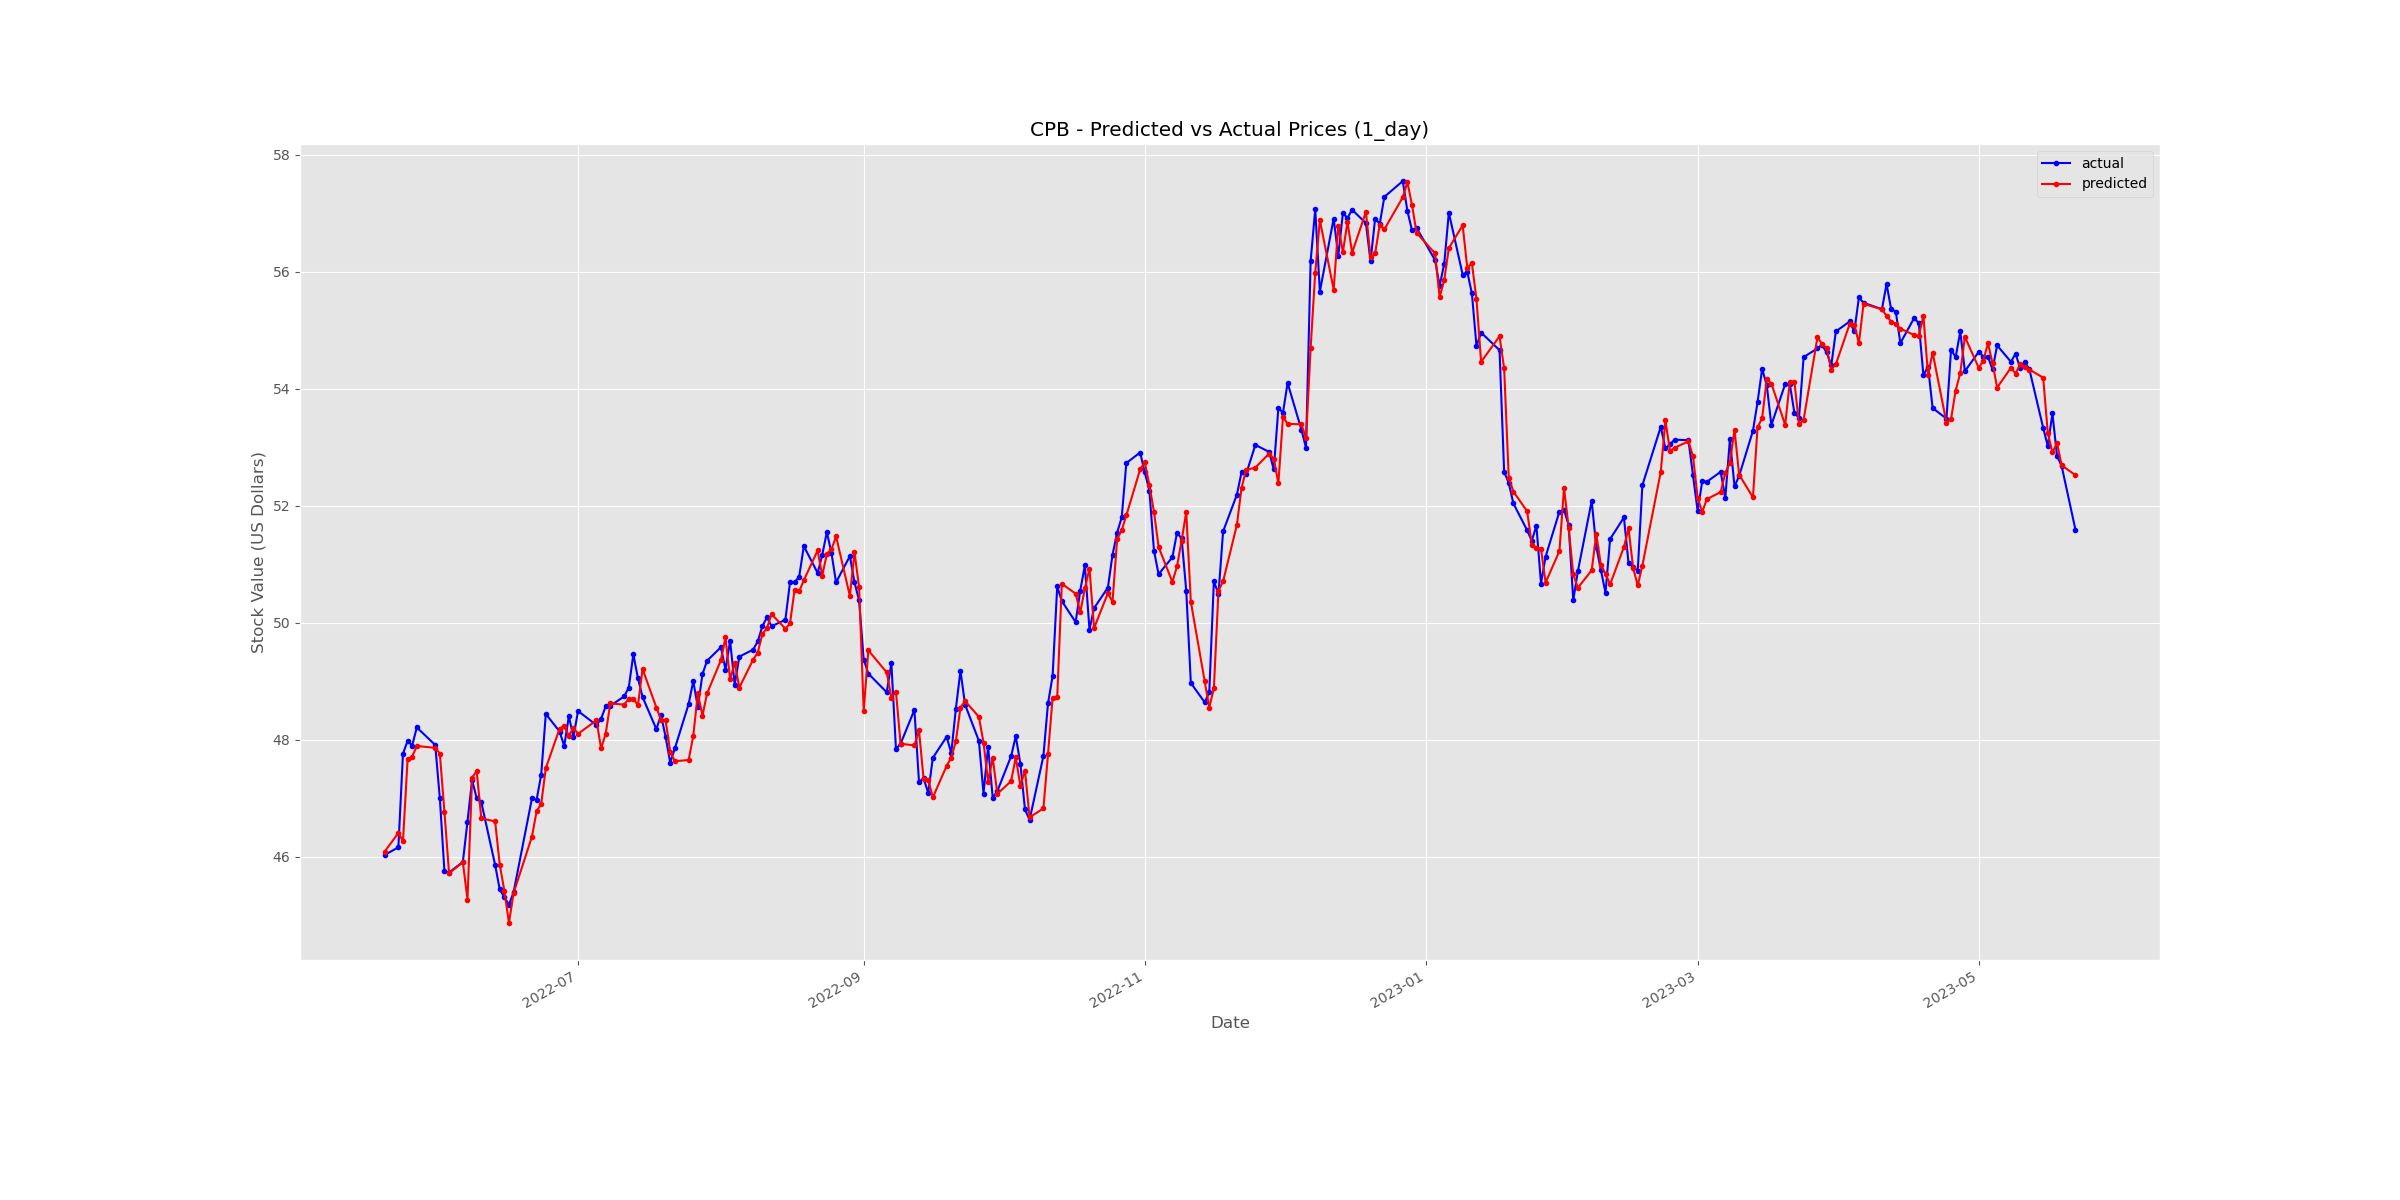 CPB - Predicted vs Actual Prices (1_day)
actual
predicted
58
56
54
52
50
48
46
Stock Value (US Dollars)
2022-07
2022-09
2022-11
2023-01
2023-03
2023-05
Date